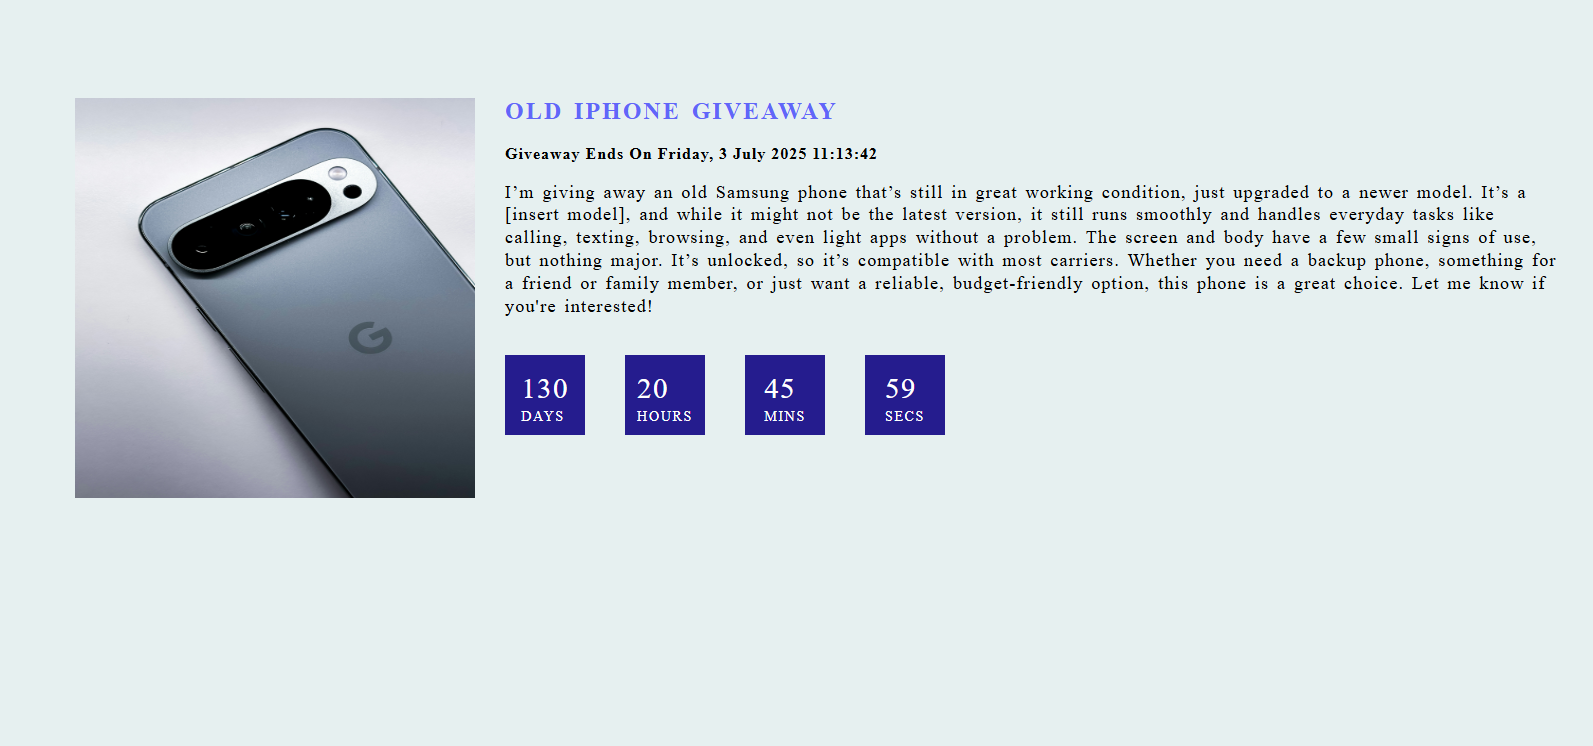 OLD IPHONE GIVEAWAY
Giveaway Ends On Friday, 3 July 2025 11:13:42
I’m giving away an old Samsung phone that’s still in great working condition, just upgraded to a newer model. It’s a
[insert model], and while it might not be the latest version, it still runs smoothly and handles everyday tasks like
calling, texting, browsing, and even light apps without a problem. The screen and body have a few small signs of use,
but nothing major. It’s unlocked, so it’s compatible with most carriers. Whether you need a backup phone, something for
a friend or family member, or just want a reliable, budget-friendly option, this phone is a great choice. Let me know if
you're interested!
130 20 45 59
DAYS HOURS MINS SECS
G